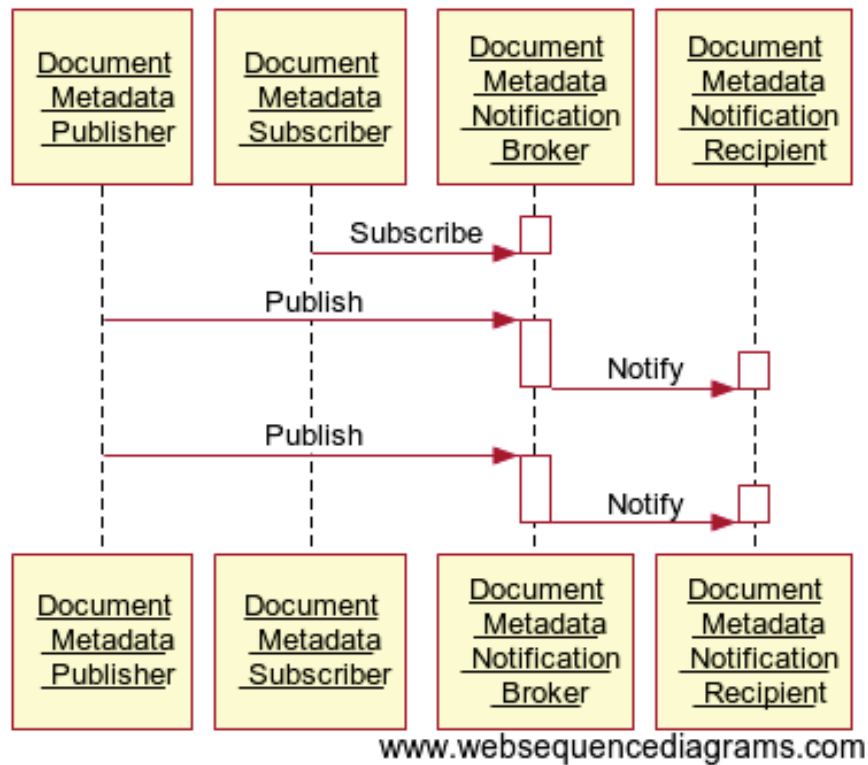 Document
Metadata
Publisher
Document
Metadata
Subscriber
Document
Metadata
Notification
Broker
Document
Metadata
Notification
Recipient
Subscribe
Publish
Notify
Publish
Notify
Document
Metadata
Publisher
Document
Metadata
Subscriber
Document
Metadata
Notification
Broker
Document
Metadata
Notification
Recipient
www.websequencediagrams.com